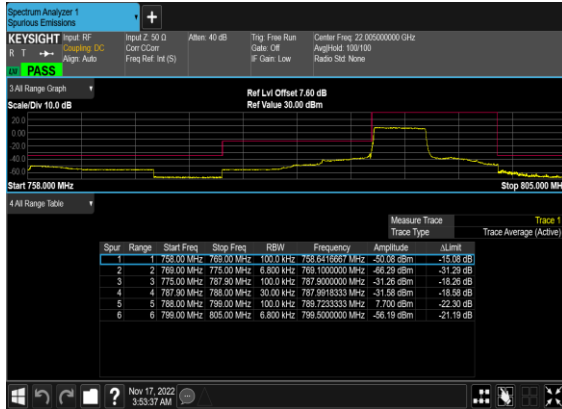 Spectrum Analyzer 1
Spurious Emissions
KEYSIGHT Input: RF Input Z: 50 Ω Atten: 40 dB Trig: Free Run Center Freq: 22.005000000 GHz
R T Coupling: DC Corr CCorr Gate: Off Avg|Hold: 100/100
Align: Auto Freq Ref: Int (S) IF Gain: Low Radio Std: None
PASS
3 All Range Graph Ref Lvl Offset 7.60 dB
Scale/Div 10.0 dB Ref Value 30.00 dBm
20.0
0.00
-20.0
-40.0
-60.0
Start 758.000 MHz Stop 805.000 MH
4 All Range Table
Measure Trace Trace 1
Trace Type Trace Average (Active)
Spur Range Start Freq Stop Freq RBW Frequency Amplitude ΔLimit
1 1 758.00 MHz 769.00 MHz 100.0 kHz 758.6416667 MHz -50.08 dBm -15.08 dB
2 2 769.00 MHz 775.00 MHz 6.800 kHz 769.1000000 MHz -66.29 dBm -31.29 dB
3 3 775.00 MHz 787.90 MHz 100.0 kHz 787.9000000 MHz -31.26 dBm -18.26 dB
4 4 787.90 MHz 788.00 MHz 30.00 kHz 787.9918333 MHz -31.58 dBm -18.58 dB
5 5 788.00 MHz 799.00 MHz 100.0 kHz 789.7233333 MHz 7.700 dBm -22.30 dB
6 6 799.00 MHz 805.00 MHz 6.800 kHz 799.5000000 MHz -56.19 dBm -21.19 dB
? Nov 17, 2022
3:53:37 AM